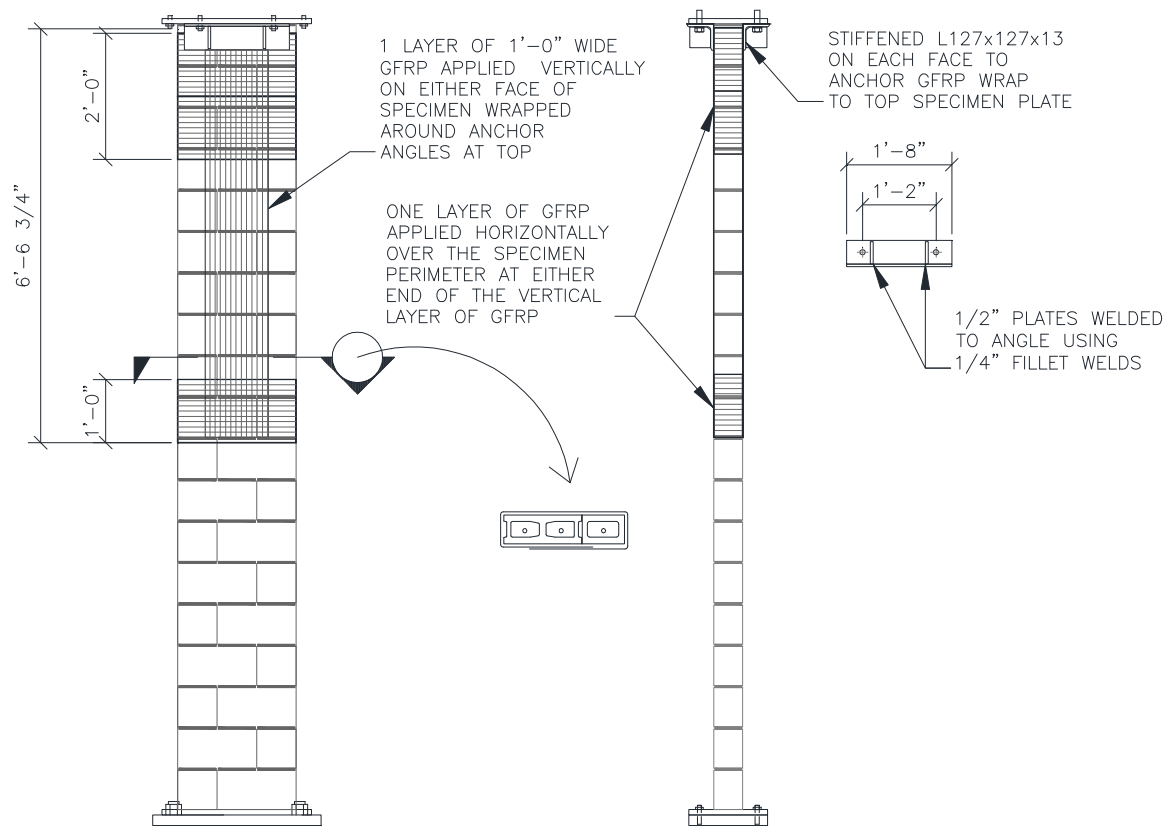 1 LAYER OF 1’-0” WIDE
GFRP APPLIED VERTICALLY
ON EITHER FACE OF
SPECIMEN WRAPPED
AROUND ANCHOR
ANGLES AT TOP
2’-0”
6’-6 3/4”
1’-0”
ONE LAYER OF GFRP
APPLIED HORIZONTALLY
OVER THE SPECIMEN
PERIMETER AT EITHER
END OF THE VERTICAL
LAYER OF GFRP
STIFFENED L127x127x13
ON EACH FACE TO
ANCHOR GFRP WRAP
TO TOP SPECIMEN PLATE
1’-8”
1’-2”
1/2” PLATES WELDED
TO ANGLE USING
1/4” FILLET WELDS